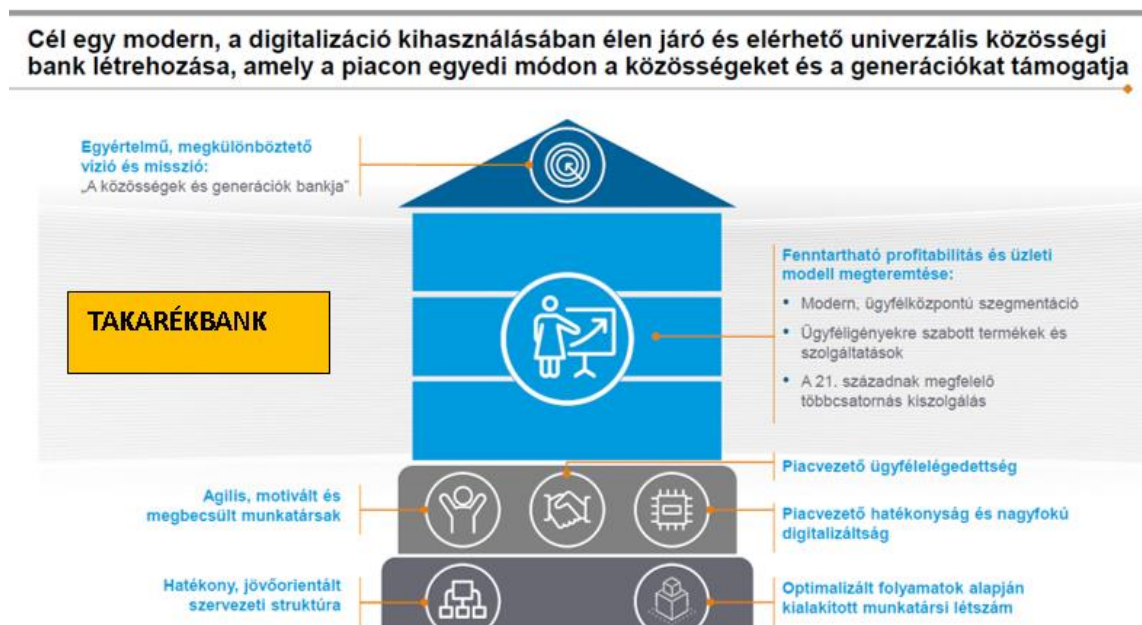 Cél egy modern, a digitalizáció kihasználásában élen járó és elérhető univerzális közösségi
bank létrehozása, amely a piacon egyedi módon a közösségeket és a generációkat támogatja
Egyértelmű, megkülönböztető
vízió és misszió:
„A közösségek és generációk bankja”
TAKARÉKBANK
Fenntartható profitabilitás és üzleti
modell megteremtése:
• Modern, ügyfélközpontú szegmentáció
• Ügyféligényekre szabott termékek és
szolgáltatások
• A 21. századnak megfelelő
többcsatornás kiszolgálás
Agilis, motivált és
megbecsült munkatársak
Piacvezető ügyfélelégedettség
Piacvezető hatékonyság és nagyfokú
digitalizáltság
Hatékony, jövőorientált
szervezeti struktúra
Optimalizált folyamatok alapján
kialakított munkatársi létszám